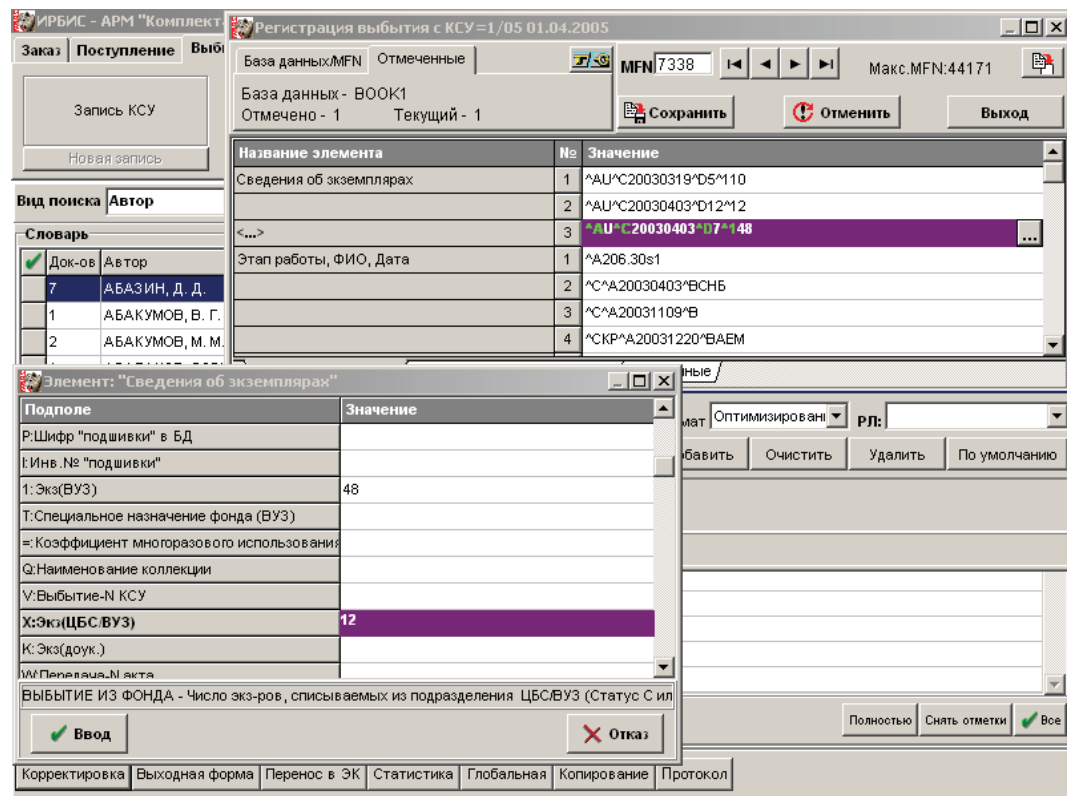 ИРБИС - АРМ "Комплект
Заказ Поступление Выб
Запись КСУ
Новая запись
Вид поиска Автор
Словарь
Док-ов Автор
7 АБАЗИН, Д. Д.
1 АБАКУМОВ, В. Г.
2 АБАКУМОВ, М. М.
Регистрация выбытия с КСУ=1/05 01.04.2005
База данных/MFN Отмеченные
База данных - BOOK1
Отмечено - 1 Текущий - 1
MFN 7338 Макс.MFN:44171
Сохранить Отменить Выход
Название элемента № Значение
Сведения об экземплярах 1 ^AU^C20030319^D5^110
2 ^AU^C20030403^D12^12
<...> 3 ^AU^C20030403^D7^148 ...
Этап работы, ФИО, Дата 1 ^A206.30s1
2 ^C^A20030403^BСНБ
3 ^C^A20031109^B
4 ^CКР^A20031220^BАЕМ
ные
мат Оптимизирован РЛ:
бавить Очистить Удалить По умолчанию
Элемент: "Сведения об экземплярах"
Подполе Значение
P:Шифр "подшивки" в БД
I:Инв.№ "подшивки"
1:Экз(ВУЗ) 48
T:Специальное назначение фонда (ВУЗ)
=:Коэффициент многоразового использования
Q:Наименование коллекции
V:Выбытие-N КСУ
X:Экз(ЦБС/ВУЗ) 12
K:Экз(доук.)
W:Передача-N акта
ВЫБЫТИЕ ИЗ ФОНДА - Число экз-ров, списываемых из подразделения ЦБС/ВУЗ (Статус С ил
Ввод Отказ
Полностью Снять отметки Все
Корректировка Выходная форма Перенос в ЭК Статистика Глобальная Копирование Протокол